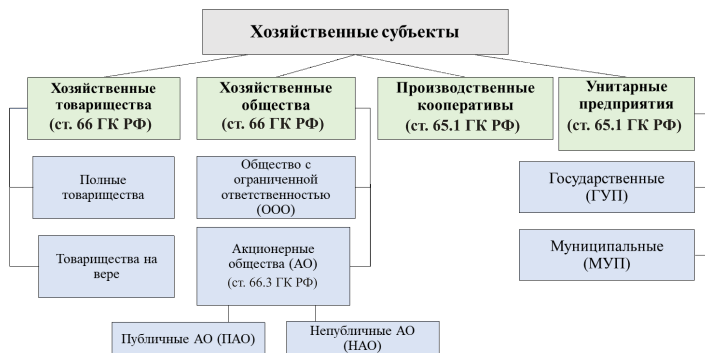 Хозяйственные субъекты
Хозяйственные
товарищества
(ст. 66 ГК РФ)
Хозяйственные
общества
(ст. 66 ГК РФ)
Производственные
кооперативы
(ст. 65.1 ГК РФ)
Унитарные
предприятия
(ст. 65.1 ГК РФ)
Полные
товарищества
Товарищества на
вере
Общество с
ограниченной
ответственностью
(ООО)
Акционерные
общества (АО)
(ст. 66.3 ГК РФ)
Публичные АО (ПАО)
Непубличные АО
(НАО)
Государственные
(ГУП)
Муниципальные
(МУП)